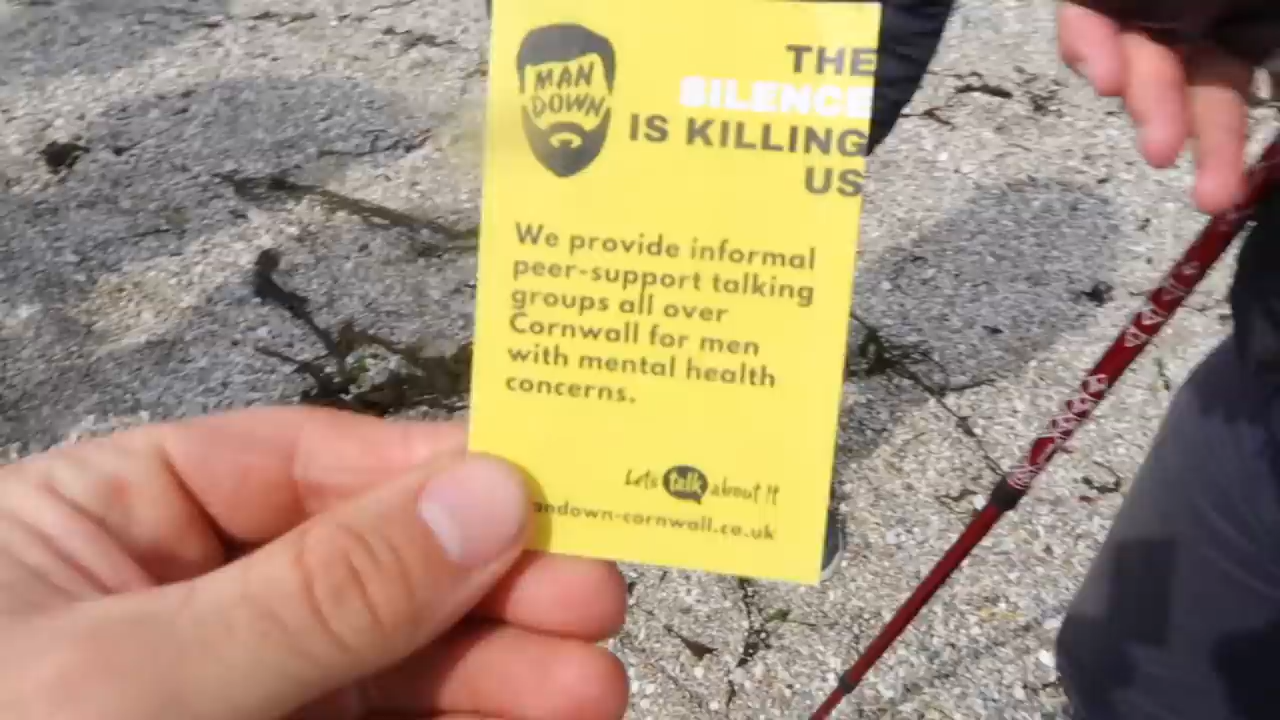 MAN
DOWN
THE
SILENCE
IS KILLING
US
We provide informal
peer-support talking
groups all over
Cornwall for men
with mental health
concerns.
Let's talk about it
andown-cornwall.co.uk